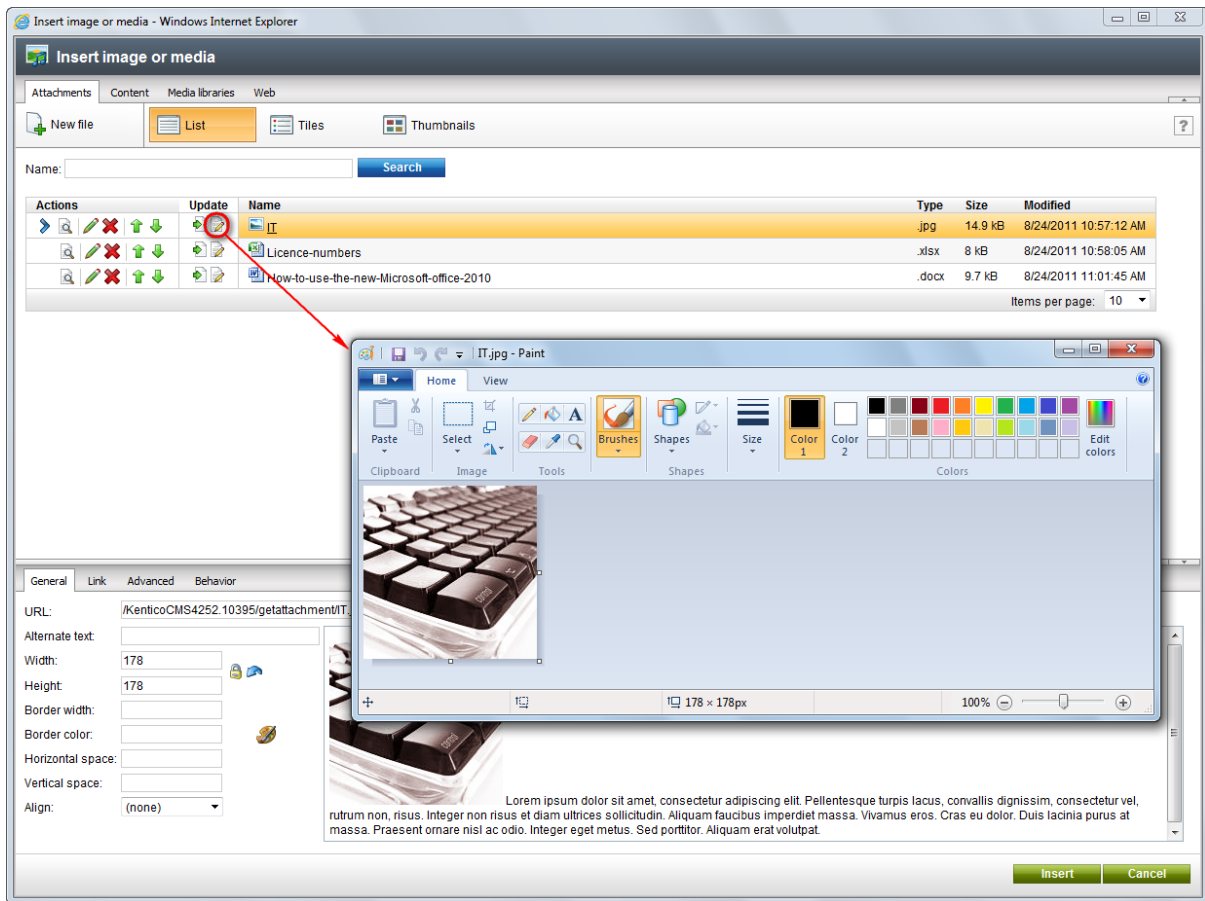 Insert image or media - Windows Internet Explorer
Insert image or media
Attachments Content Media libraries Web
New file List Tiles Thumbnails ?
Name: Search
Actions Update Name Type Size Modified
IT .jpg 14.9 kB 8/24/2011 10:57:12 AM
Licence-numbers .xlsx 8 kB 8/24/2011 10:58:05 AM
How-to-use-the-new-Microsoft-office-2010 .docx 9.7 kB 8/24/2011 11:01:45 AM
Items per page: 10
IT.jpg - Paint
Home View
Paste Select Brushes Shapes Size Color 1 Color 2 Edit colors
Clipboard Image Tools Shapes Colors
178 × 178px 100%
General Link Advanced Behavior
URL: /KenticoCMS4252.10395/getattachment/IT.
Alternate text:
Width: 178
Height: 178
Border width:
Border color:
Horizontal space:
Vertical space:
Align: (none)
Lorem ipsum dolor sit amet, consectetur adipiscing elit. Pellentesque turpis lacus, convallis dignissim, consectetur vel,
rutrum non, risus. Integer non risus et diam ultrices sollicitudin. Aliquam faucibus imperdiet massa. Vivamus eros. Cras eu dolor. Duis lacinia purus at
massa. Praesent ornare nisl ac odio. Integer eget metus. Sed porttitor. Aliquam erat volutpat.
Insert Cancel